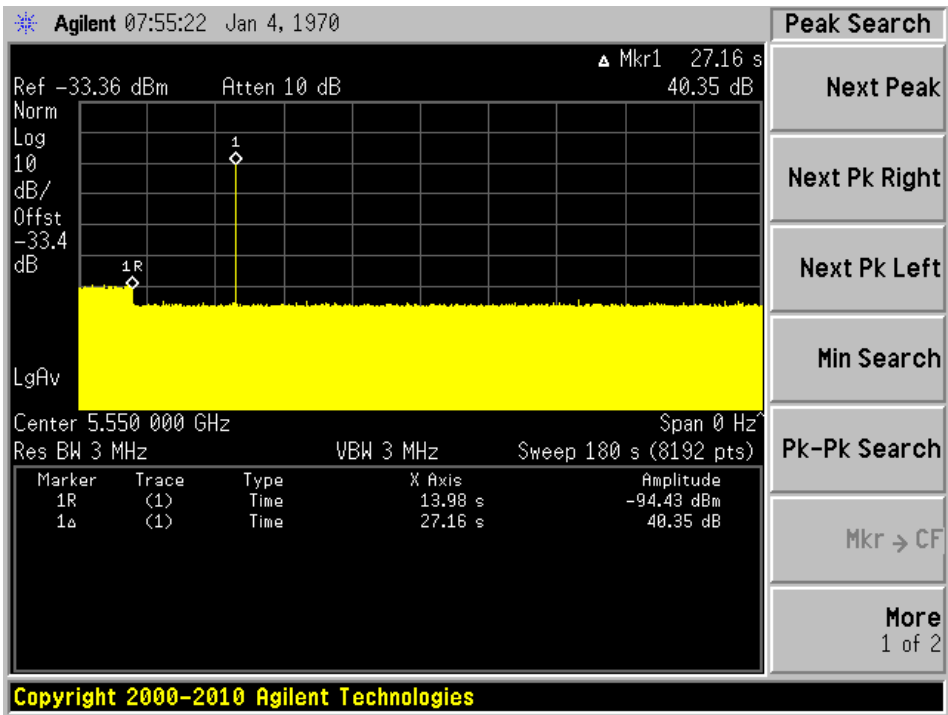 Agilent 07:55:22 Jan 4, 1970
Peak Search
Δ Mkr1 27.16 s
Ref -33.36 dBm Atten 10 dB 40.35 dB
Norm
Log
10
dB/
Offst
-33.4
dB
LgAv
1
1R
Center 5.550 000 GHz Span 0 Hz^
Res BW 3 MHz VBW 3 MHz Sweep 180 s (8192 pts)
Marker Trace Type X Axis Amplitude
1R (1) Time 13.98 s -94.43 dBm
1Δ (1) Time 27.16 s 40.35 dB
Next Peak
Next Pk Right
Next Pk Left
Min Search
Pk-Pk Search
Mkr → CF
More
1 of 2
Copyright 2000-2010 Agilent Technologies